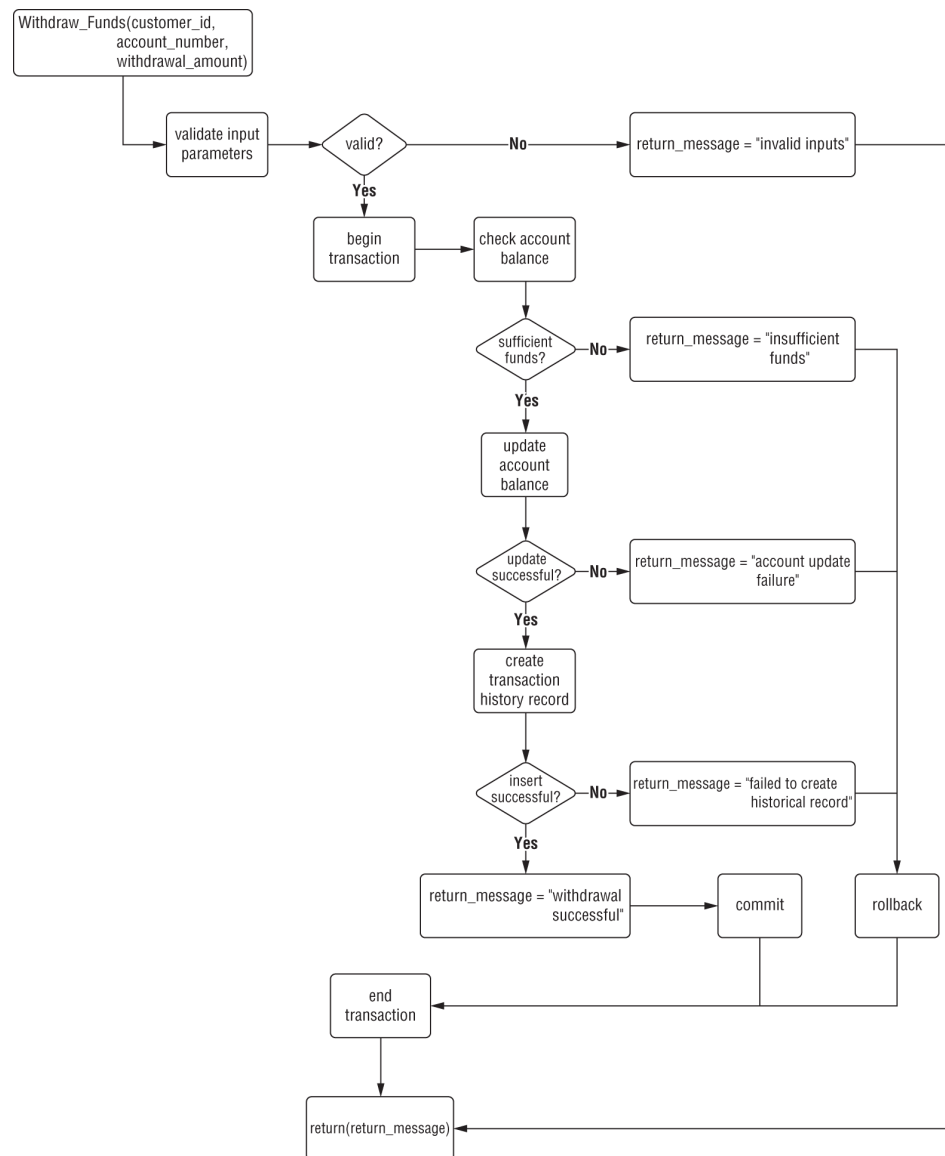 Withdraw_Funds(customer_id,
account_number,
withdrawal_amount)
validate input
parameters
valid?
No
return_message = "invalid inputs"
Yes
begin
transaction
check account
balance
sufficient
funds?
No
return_message = "insufficient
funds"
Yes
update
account
balance
update
successful?
No
return_message = "account update
failure"
Yes
create
transaction
history record
insert
successful?
No
return_message = "failed to create
historical record"
Yes
return_message = "withdrawal
successful"
commit
rollback
end
transaction
return(return_message)